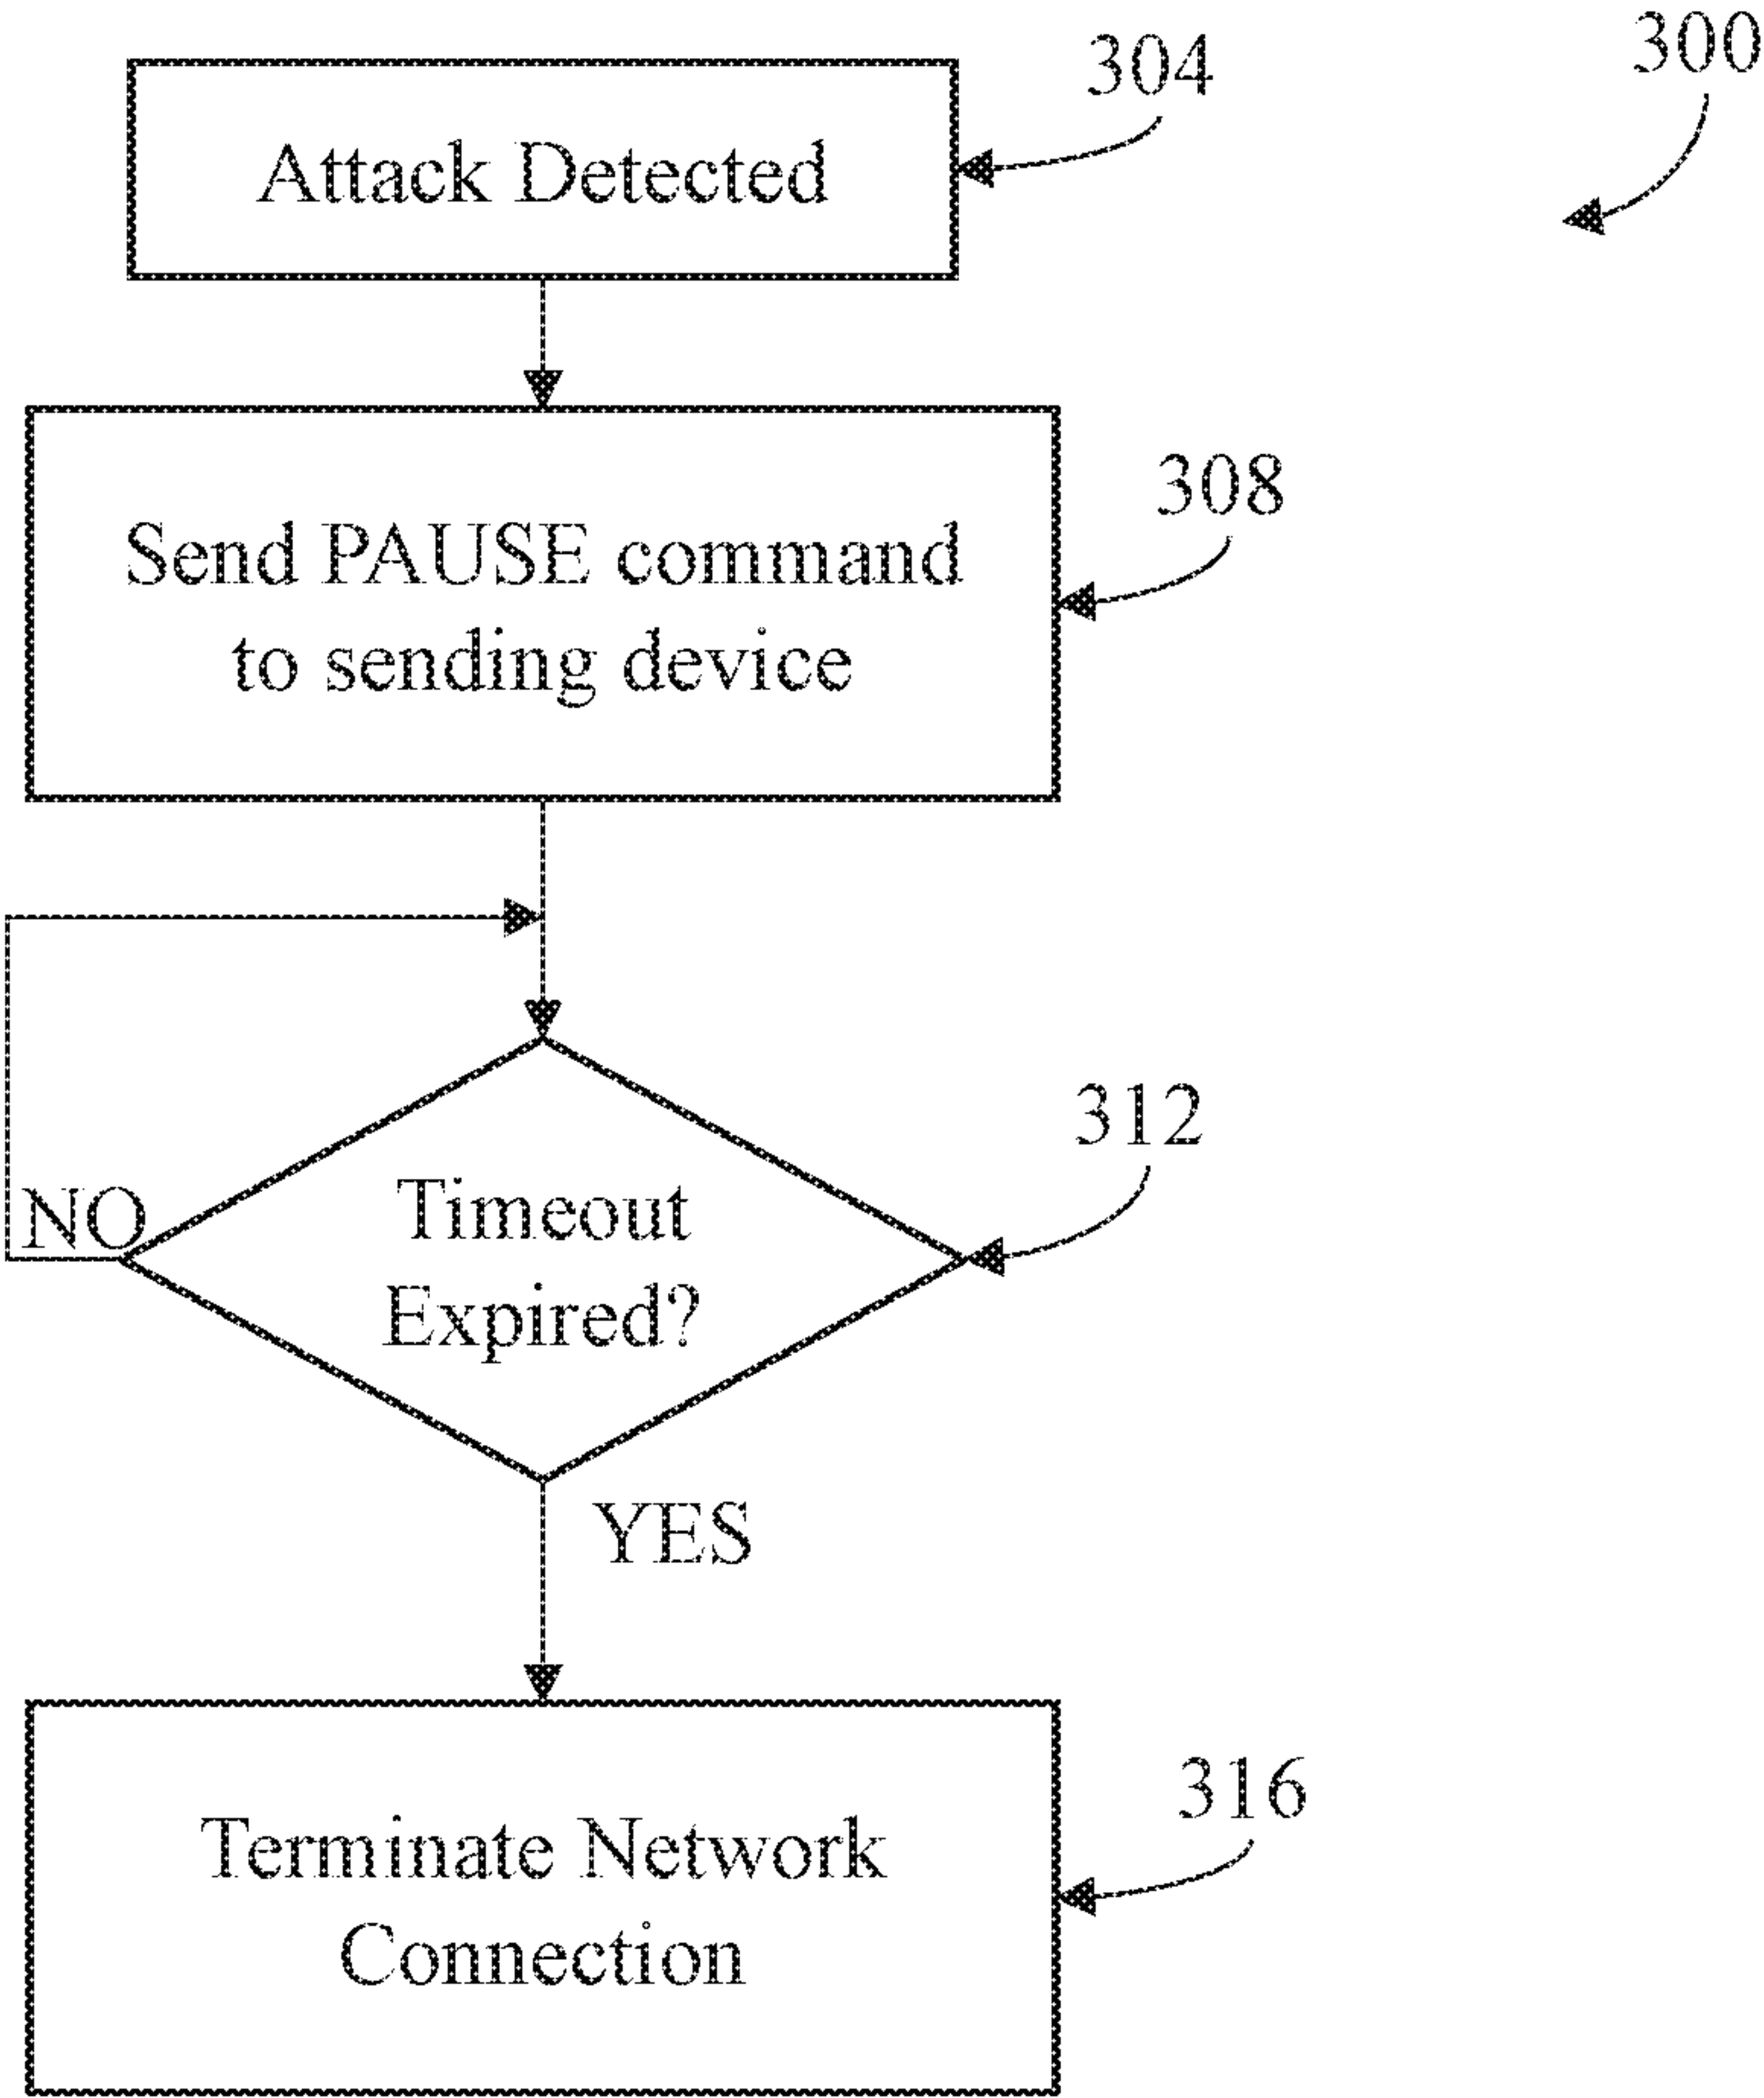 300
304
Attack Detected
308
Send PAUSE command
to sending device
312
NO
Timeout
Expired?
YES
316
Terminate Network
Connection